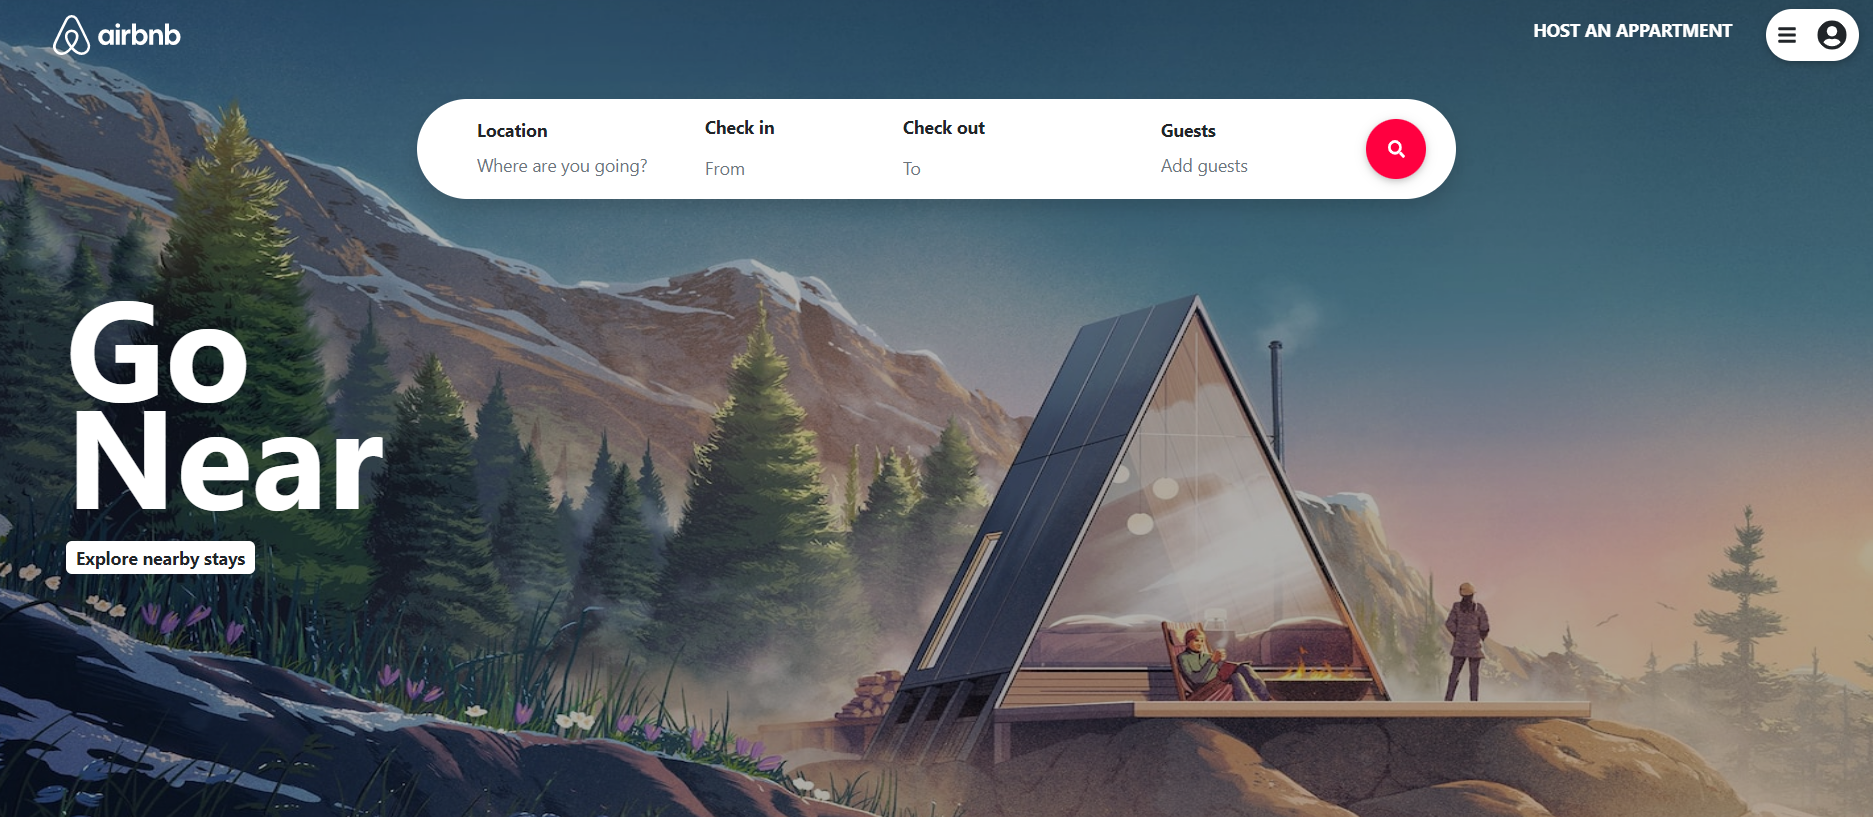 airbnb
HOST AN APPARTMENT
Location
Check in
Check out
Guests
Where are you going?
From
To
Add guests
Go
Near
Explore nearby stays